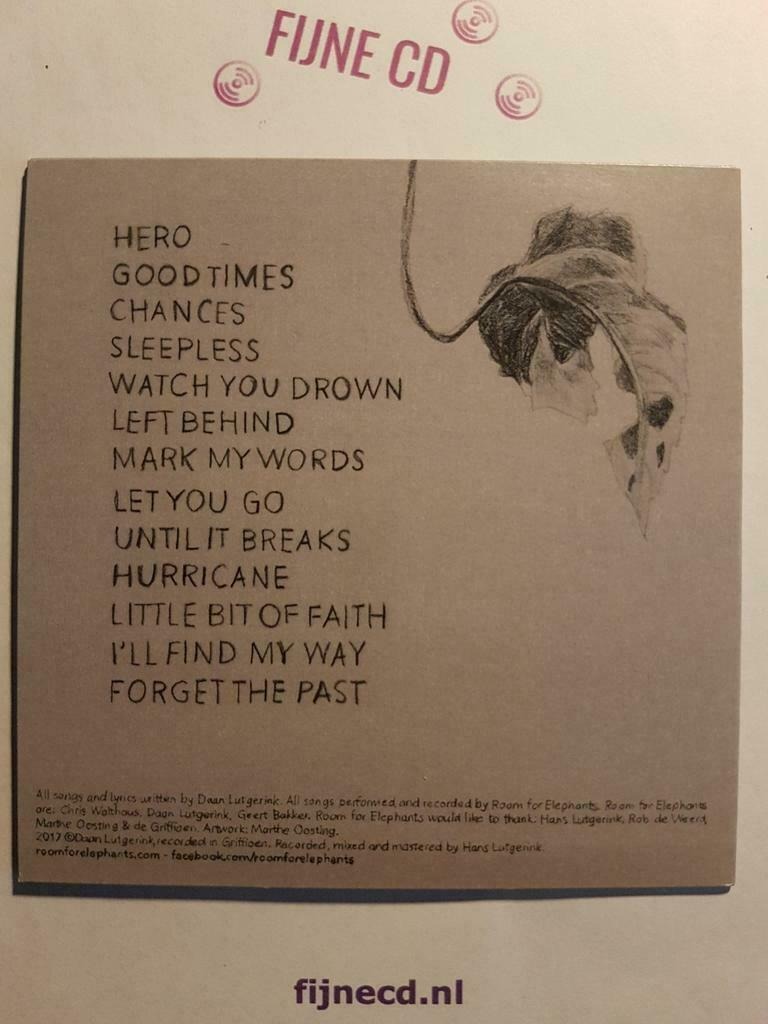 FIJNE CD
HERO
GOOD TIMES
CHANCES
SLEEPLESS
WATCH YOU DROWN
LEFT BEHIND
MARK MY WORDS
LET YOU GO
UNTIL IT BREAKS
HURRICANE
LITTLE BIT OF FAITH
I'LL FIND MY WAY
FORGET THE PAST
All songs and lyrics written by Daan Lutgerink. All songs performed and recorded by Room for Elephants. Room for Elephants
are: Chris Walthaus, Daan Lutgerink, Geert Bakker. Room for Elephants would like to thank: Hans Lutgerink, Rob de Weerd,
Marthe Oosting & de Griffioen. Artwork: Marthe Oosting.
2017 ©Daan Lutgerink, recorded in Griffioen. Recorded, mixed and mastered by Hans Lutgerink.
roomforelephants.com - facebook.com/roomforelephants
fijnecd.nl